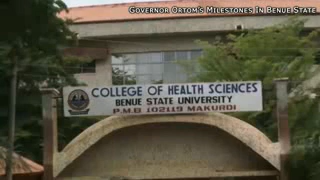 Governor Ortom's Milestones In Benue State
COLLEGE OF HEALTH SCIENCES
BENUE STATE UNIVERSITY
P.M.B 102119 MAKURDI